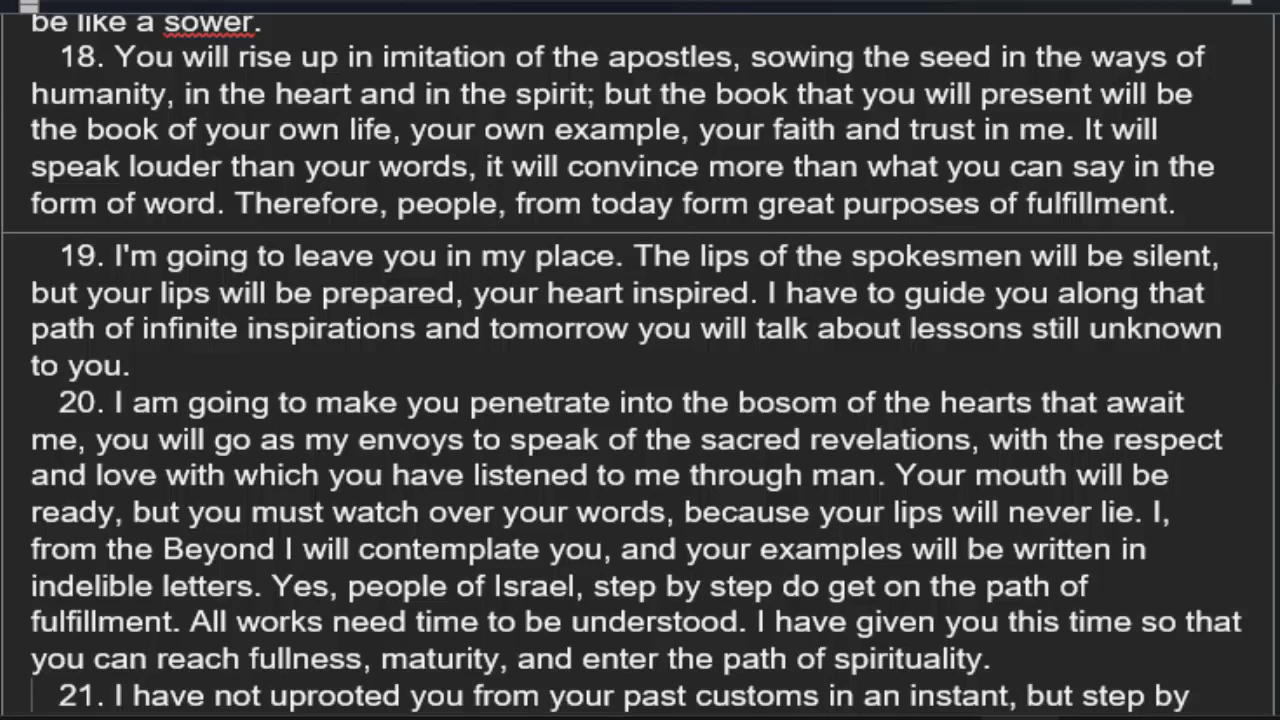 be like a sower.
18. You will rise up in imitation of the apostles, sowing the seed in the ways of
humanity, in the heart and in the spirit; but the book that you will present will be
the book of your own life, your own example, your faith and trust in me. It will
speak louder than your words, it will convince more than what you can say in the
form of word. Therefore, people, from today form great purposes of fulfillment.
19. I'm going to leave you in my place. The lips of the spokesmen will be silent,
but your lips will be prepared, your heart inspired. I have to guide you along that
path of infinite inspirations and tomorrow you will talk about lessons still unknown
to you.
20. I am going to make you penetrate into the bosom of the hearts that await
me, you will go as my envoys to speak of the sacred revelations, with the respect
and love with which you have listened to me through man. Your mouth will be
ready, but you must watch over your words, because your lips will never lie. I,
from the Beyond I will contemplate you, and your examples will be written in
indelible letters. Yes, people of Israel, step by step do get on the path of
fulfillment. All works need time to be understood. I have given you this time so that
you can reach fullness, maturity, and enter the path of spirituality.
21. I have not uprooted you from your past customs in an instant, but step by